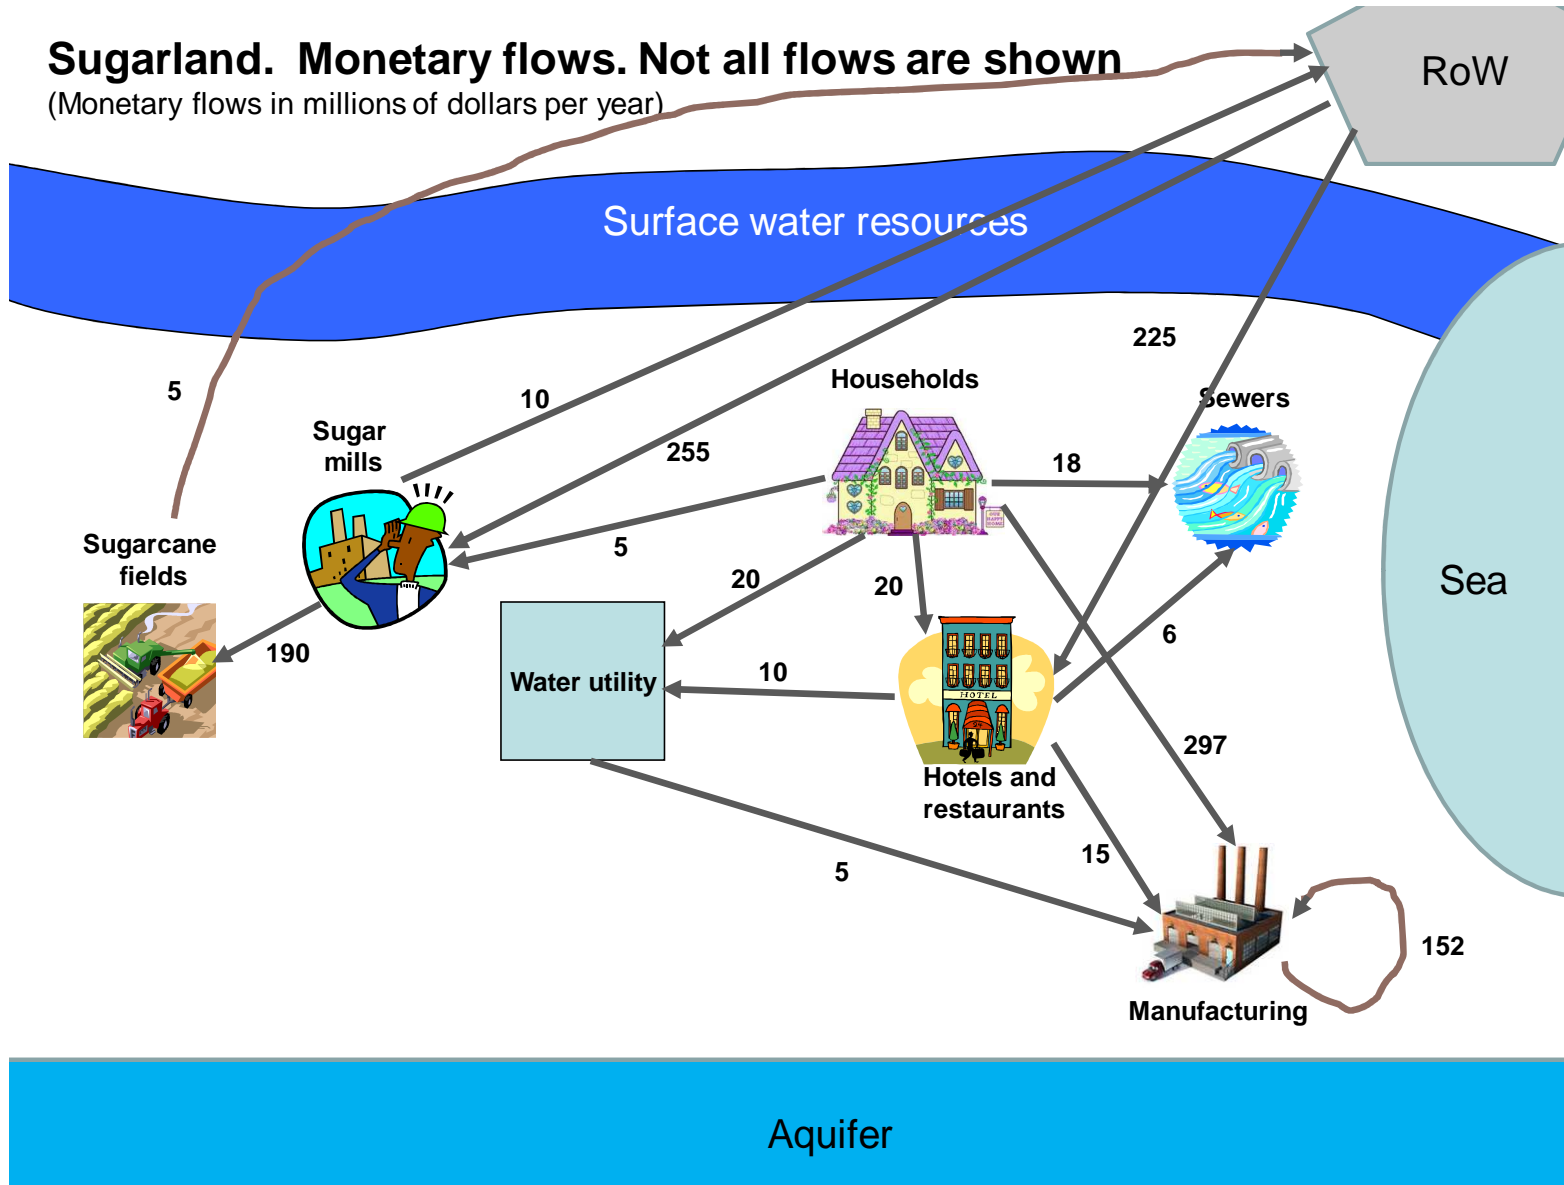 Sugarland.  Monetary flows. Not all flows are shown
(Monetary flows in millions of dollars per year)
RoW
Surface water resources
225
5
10
Households
Sewers
Sugar
mills
255
18
Sugarcane
fields
5
20
20
Sea
6
190
Water utility
10
HOTEL
297
Hotels and
restaurants
15
5
152
Manufacturing
Aquifer